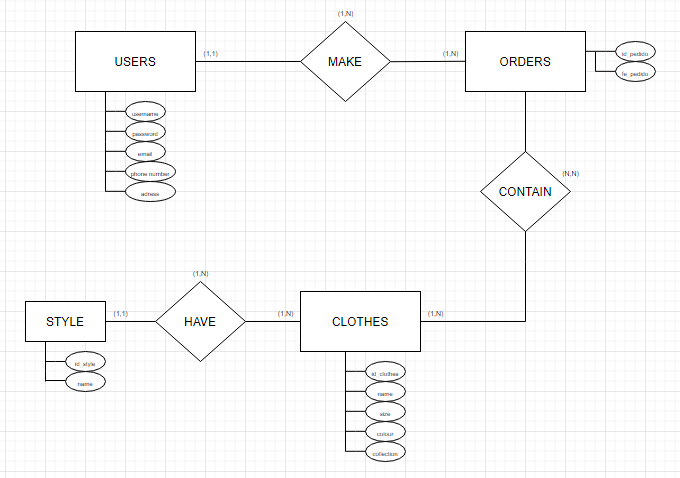 (1,N)
USERS
(1,1)
MAKE
(1,N)
ORDERS
id_pedido
fe_pedido
username
password
email
phone number
adress
CONTAIN
(N,N)
STYLE
(1,1)
(1,N)
HAVE
(1,N)
CLOTHES
(1,N)
id_style
name
id_clothes
name
size
colour
collection